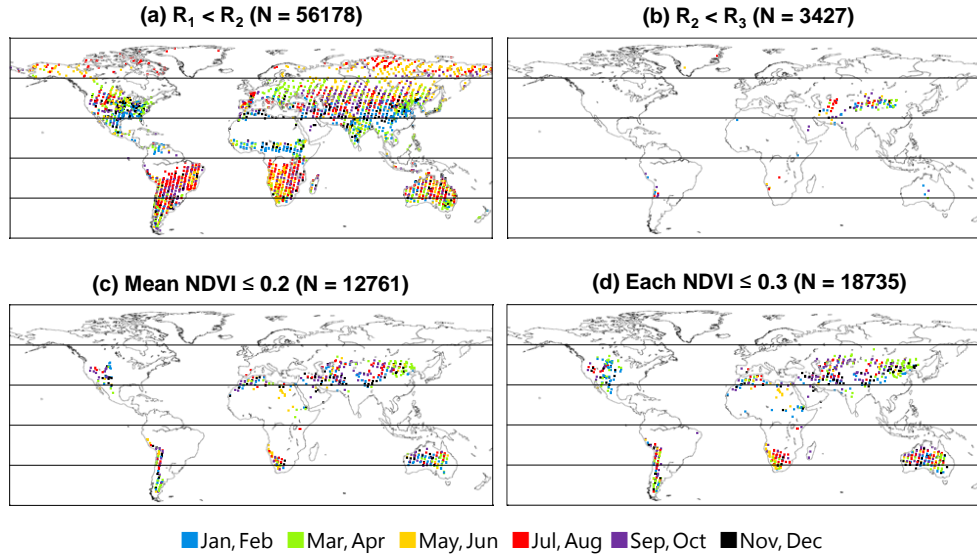 (a) R₁ < R₂ (N = 56178)
(b) R₂ < R₃ (N = 3427)
(c) Mean NDVI ≤ 0.2 (N = 12761)
(d) Each NDVI ≤ 0.3 (N = 18735)
Jan, Feb Mar, Apr May, Jun Jul, Aug Sep, Oct Nov, Dec